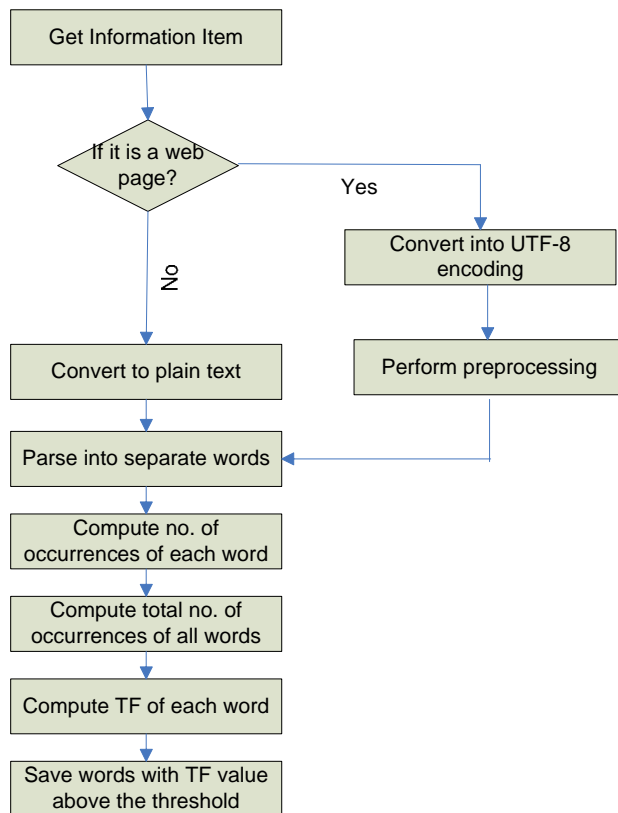 Get Information Item
If it is a web
page?
Yes
Convert into UTF-8
encoding
No
Convert to plain text
Perform preprocessing
Parse into separate words
Compute no. of
occurrences of each word
Compute total no. of
occurrences of all words
Compute TF of each word
Save words with TF value
above the threshold